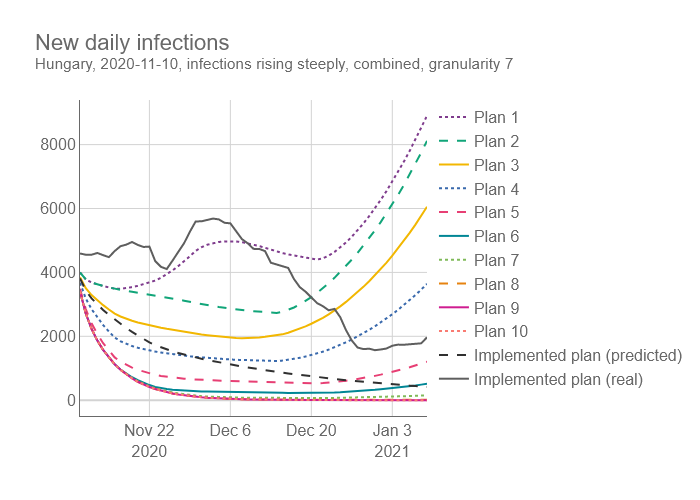 New daily infections
Hungary, 2020-11-10, infections rising steeply, combined, granularity 7
8000
6000
4000
2000
0
Nov 22
2020
Dec 6
Dec 20
Jan 3
2021
Plan 1
Plan 2
Plan 3
Plan 4
Plan 5
Plan 6
Plan 7
Plan 8
Plan 9
Plan 10
Implemented plan (predicted)
Implemented plan (real)